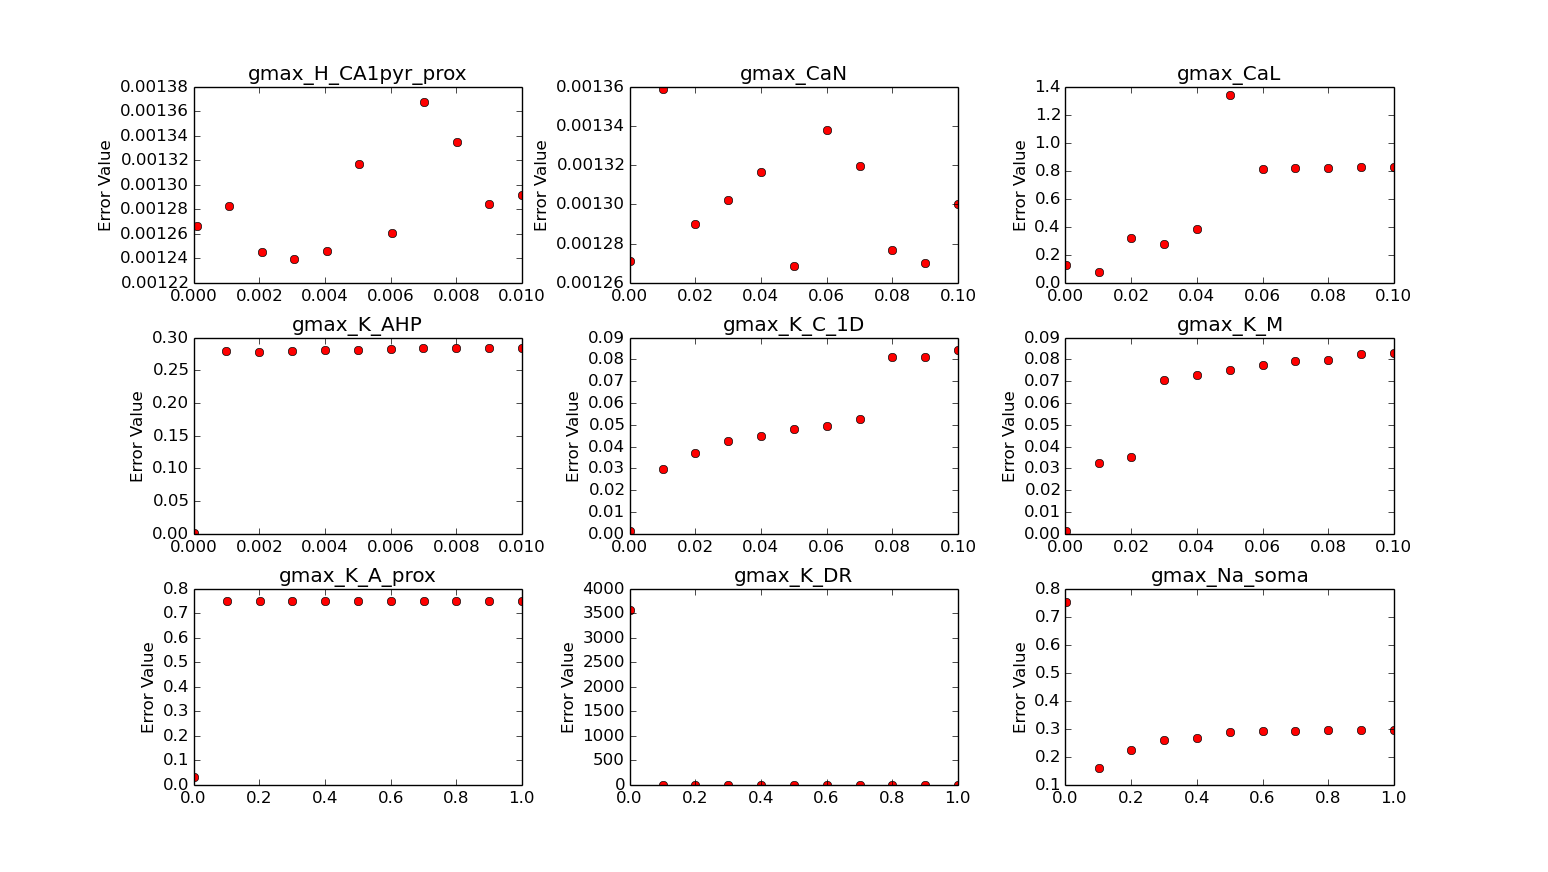 gmax_H_CA1pyr_prox
Error Value
0.00138
0.00136
0.00134
0.00132
0.00130
0.00128
0.00126
0.00124
0.00122
0.000 0.002 0.004 0.006 0.008 0.010
gmax_CaN
Error Value
0.00136
0.00134
0.00132
0.00130
0.00128
0.00126
0.00 0.02 0.04 0.06 0.08 0.10
gmax_CaL
Error Value
1.4
1.2
1.0
0.8
0.6
0.4
0.2
0.0
0.00 0.02 0.04 0.06 0.08 0.10
gmax_K_AHP
Error Value
0.30
0.25
0.20
0.15
0.10
0.05
0.00
0.000 0.002 0.004 0.006 0.008 0.010
gmax_K_C_1D
Error Value
0.09
0.08
0.07
0.06
0.05
0.04
0.03
0.02
0.01
0.00
0.00 0.02 0.04 0.06 0.08 0.10
gmax_K_M
Error Value
0.09
0.08
0.07
0.06
0.05
0.04
0.03
0.02
0.01
0.00
0.00 0.02 0.04 0.06 0.08 0.10
gmax_K_A_prox
Error Value
0.8
0.7
0.6
0.5
0.4
0.3
0.2
0.1
0.0
0.0 0.2 0.4 0.6 0.8 1.0
gmax_K_DR
Error Value
4000
3500
3000
2500
2000
1500
1000
500
0
0.0 0.2 0.4 0.6 0.8 1.0
gmax_Na_soma
Error Value
0.8
0.7
0.6
0.5
0.4
0.3
0.2
0.1
0.0 0.2 0.4 0.6 0.8 1.0